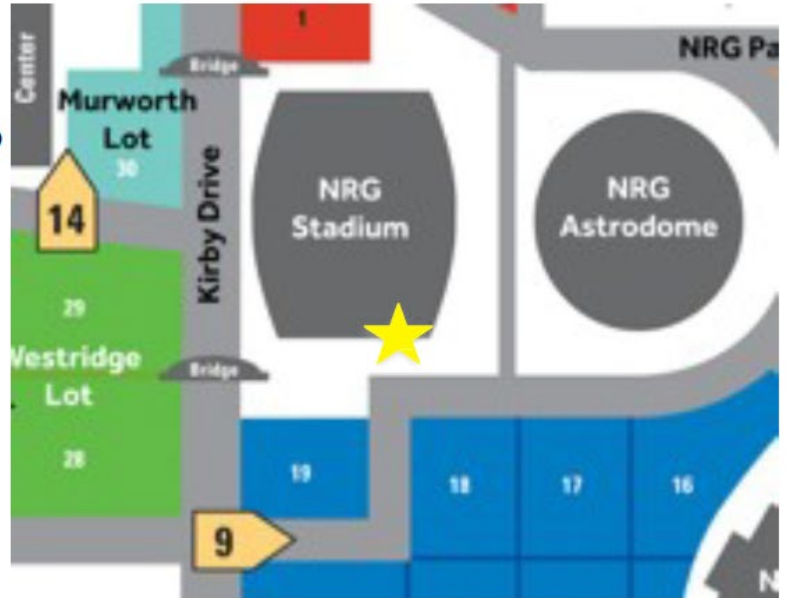 1
NRG Pa
Center
Bridge
Murworth
Lot
30
14
Kirby Drive
NRG
Stadium
NRG
Astrodome
29
Westridge
Lot
Bridge
28
19
18
17
16
9
N